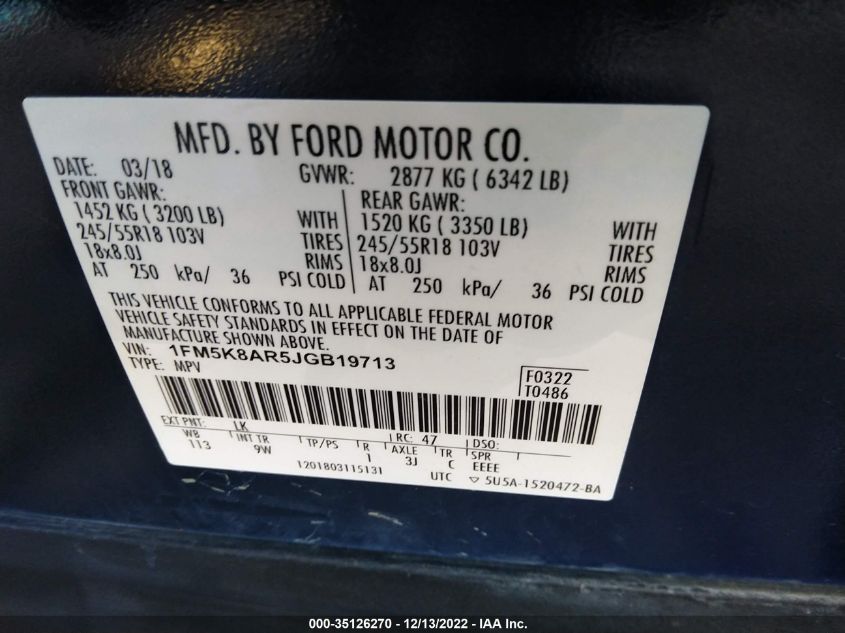 MFD. BY FORD MOTOR CO.
DATE: 03/18 GVWR: 2877 KG ( 6342 LB)
FRONT GAWR: REAR GAWR:
1452 KG ( 3200 LB) WITH 1520 KG ( 3350 LB) WITH
245/55R18 103V TIRES 245/55R18 103V TIRES
18x8.0J RIMS 18x8.0J RIMS
AT 250 kPa/ 36 PSI COLD AT 250 kPa/ 36 PSI COLD
THIS VEHICLE CONFORMS TO ALL APPLICABLE FEDERAL MOTOR
VEHICLE SAFETY STANDARDS IN EFFECT ON THE DATE OF
MANUFACTURE SHOWN ABOVE.
VIN: 1FM5K8AR5JGB19713
TYPE: MPV
F0322
T0486
EXT PNT: LK RC: 47 DSO:
WB INT TR TP/PS R AXLE TR SPR
113 9W 1 3J C EEEE
1201803115131 UTC ▽ 5U5A-1520472-BA
000-35126270 - 12/13/2022 - IAA Inc.